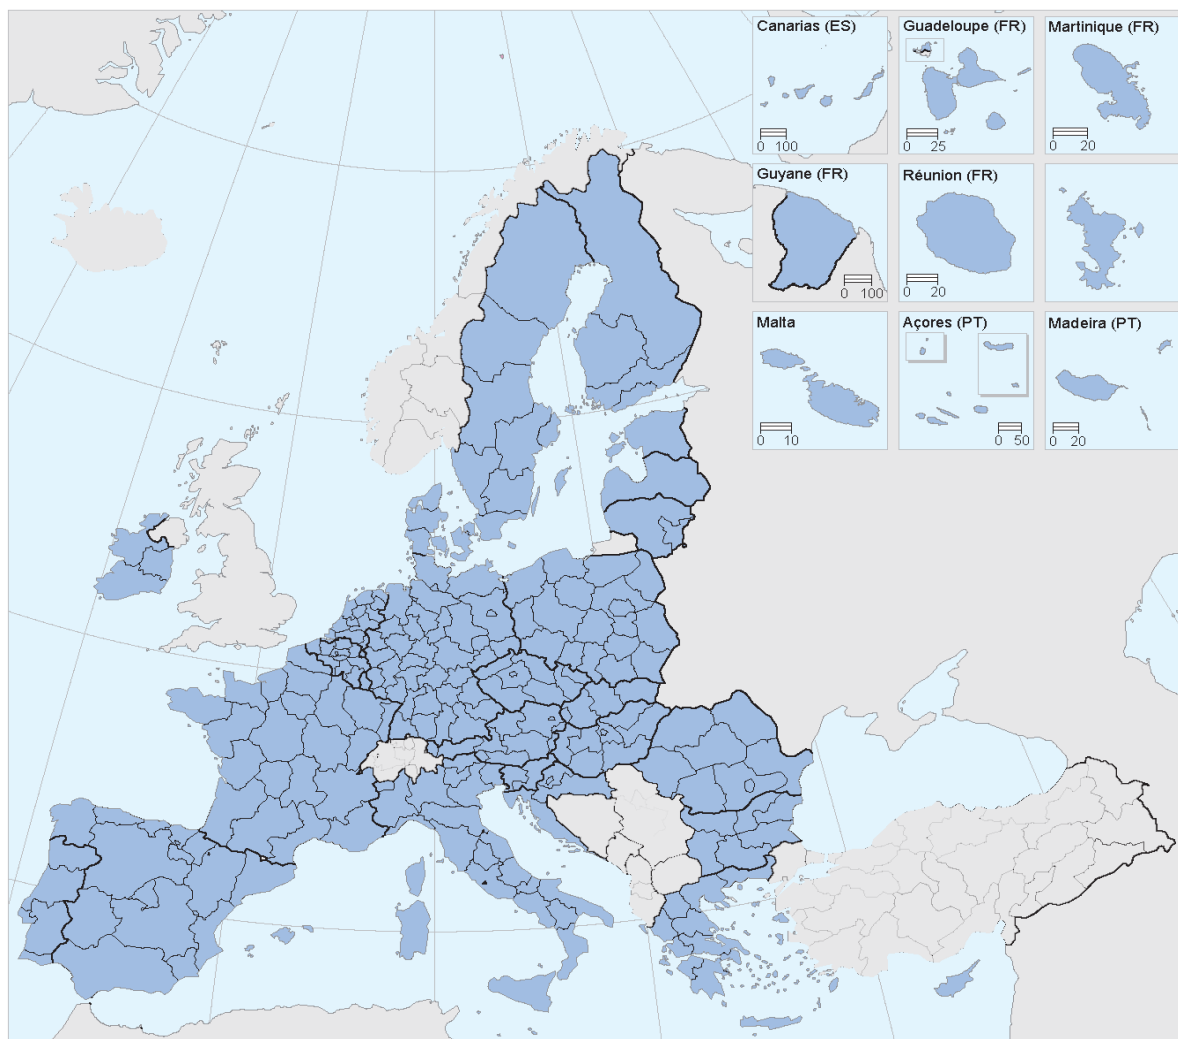 Canarias (ES)
0 100
Guadeloupe (FR)
0 25
Martinique (FR)
0 20
Guyane (FR)
0 100
Réunion (FR)
0 20
Malta
0 10
Açores (PT)
0 50
Madeira (PT)
0 20